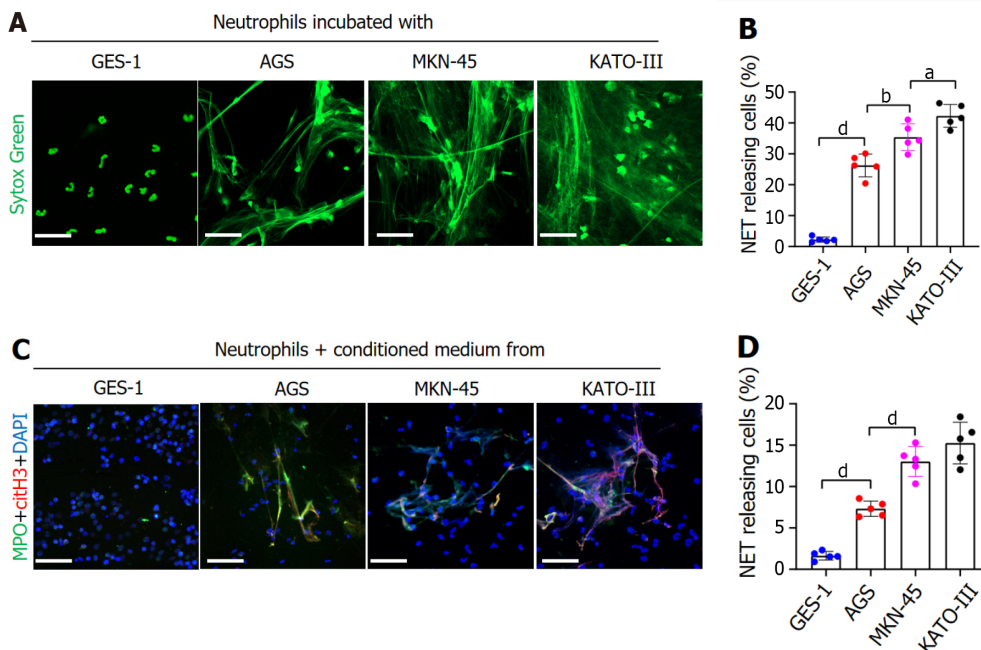 A
Neutrophils incubated with
GES-1 AGS MKN-45 KATO-III
Sytox Green
B
NET releasing cells (%)
50
40
30
20
10
0
d
b
a
GES-1
AGS
MKN-45
KATO-III
C
Neutrophils + conditioned medium from
GES-1 AGS MKN-45 KATO-III
MPO+citH3+DAPI
D
NET releasing cells (%)
20
15
10
5
0
d
d
GES-1
AGS
MKN-45
KATO-III